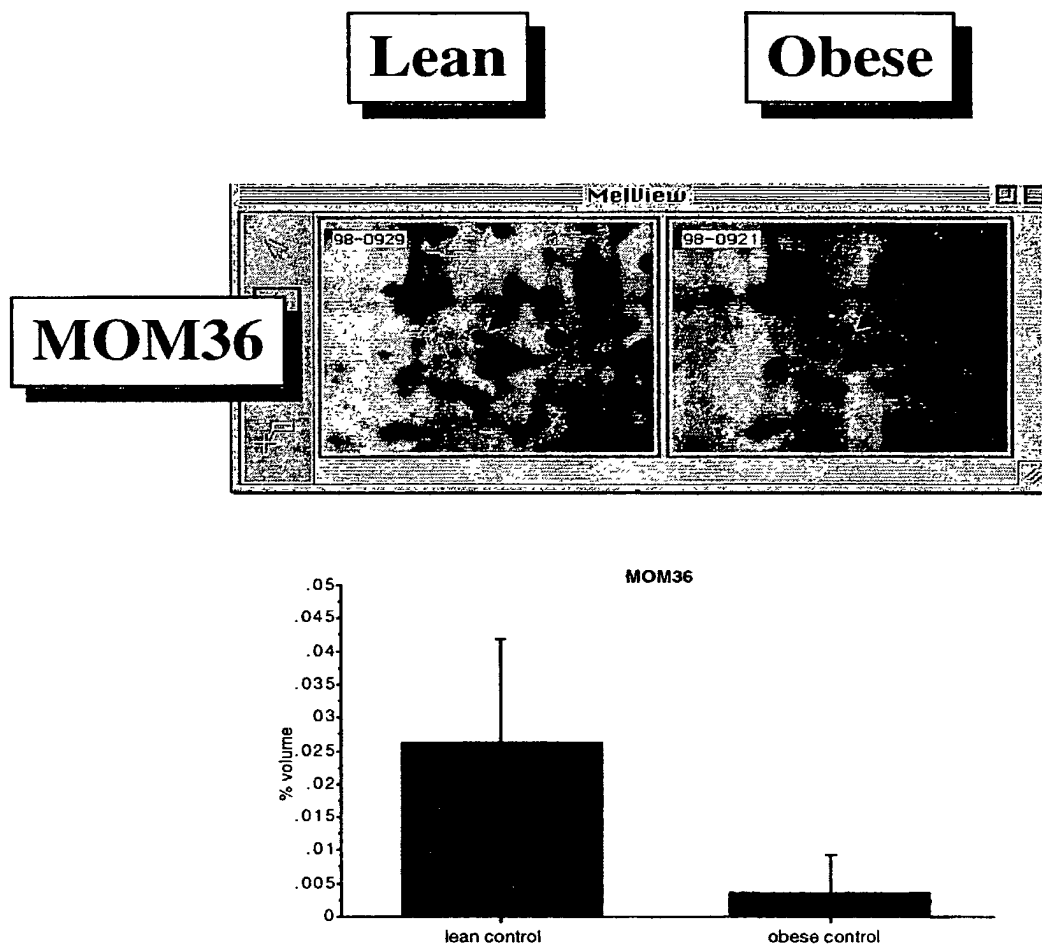 Lean
Obese
MelView
98-0929
98-0921
MOM36
MOM36
.05
.045
.04
.035
03
.025
.02
.015
.01
.005
0
% volume
lean control
obese control